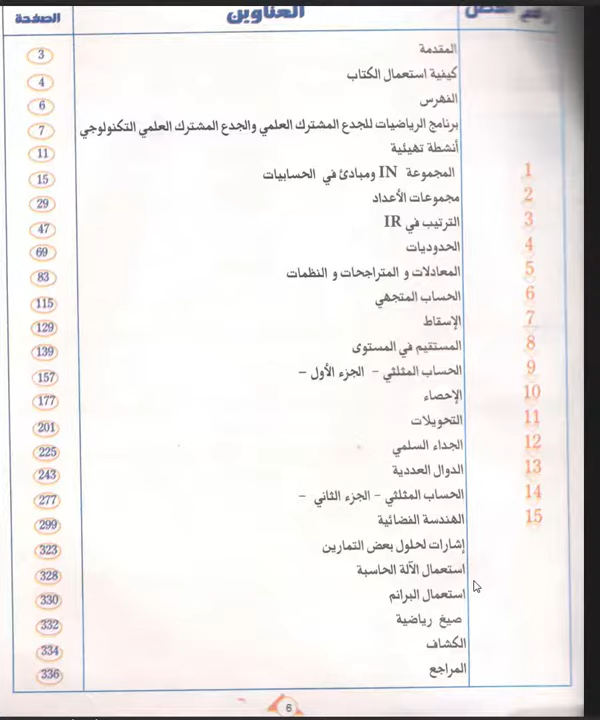 رقم الفصل العناوين الصفحة
المقدمة 3
كيفية استعمال الكتاب 4
الفهرس 6
برنامج الرياضيات للجدع المشترك العلمي والجدع المشترك العلمي التكنولوجي 7
أنشطة تهيئية 11
1 المجموعة IN ومبادئ في الحسابيات 15
2 مجموعات الأعداد 29
3 الترتيب في IR 47
4 الحدوديات 69
5 المعادلات و المتراجحات و النظمات 83
6 الحساب المتجهي 115
7 الإسقاط 129
8 المستقيم في المستوى 139
9 الحساب المثلثي - الجزء الأول - 157
10 الإحصاء 177
11 التحويلات 201
12 الجداء السلمي 225
13 الدوال العددية 243
14 الحساب المثلثي - الجزء الثاني - 277
15 الهندسة الفضائية 299
إشارات لحلول بعض التمارين 323
استعمال الآلة الحاسبة 328
استعمال البرانم 330
صيغ رياضية 332
الكشاف 334
المراجع 336
6